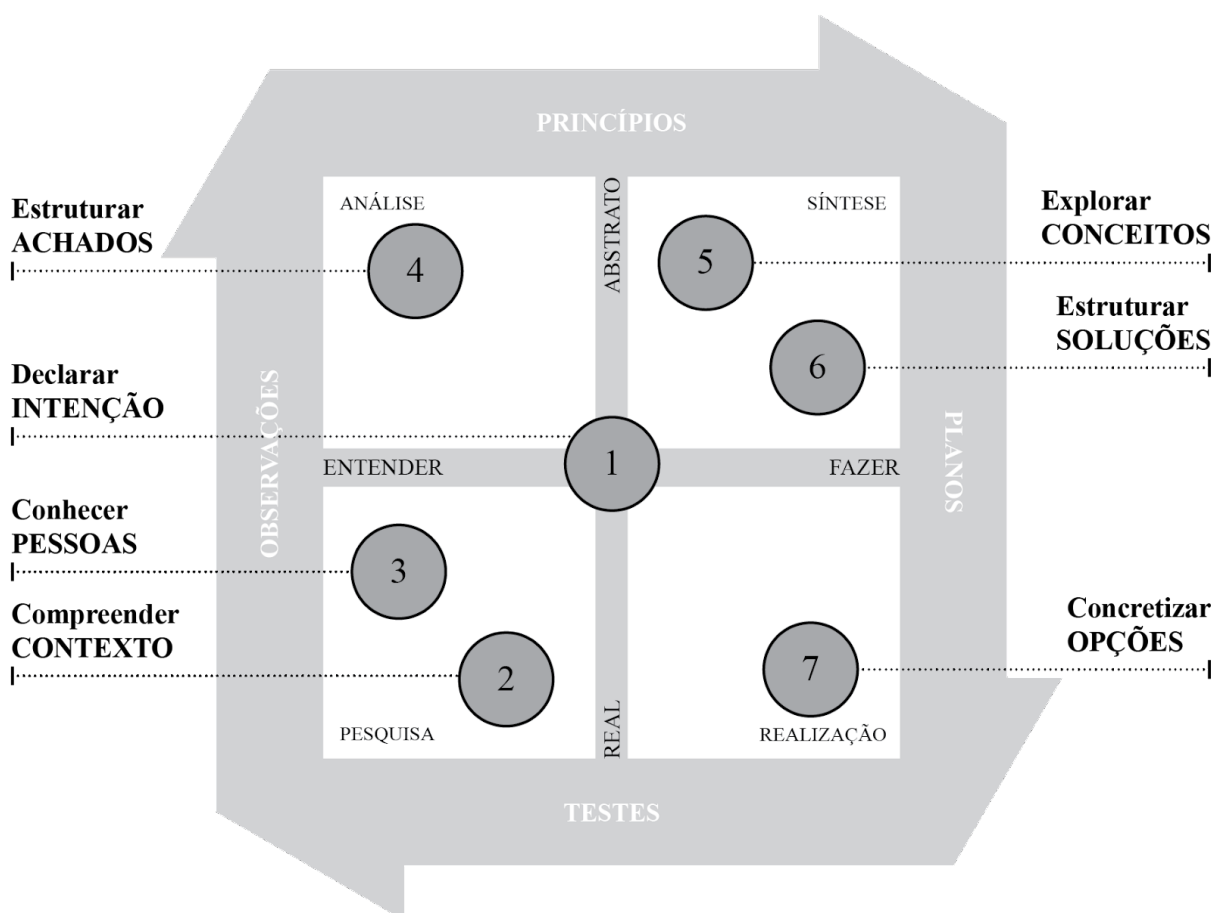 PRINCÍPIOS
Estruturar
ACHADOS
ANÁLISE
4
ABSTRATO
SÍNTESE
5
Explorar
CONCEITOS
Estruturar
SOLUÇÕES
6
Declarar
INTENÇÃO
OBSERVAÇÕES
ENTENDER
1
FAZER
PLANOS
Conhecer
PESSOAS
3
Compreender
CONTEXTO
2
PESQUISA
REAL
7
REALIZAÇÃO
Concretizar
OPÇÕES
TESTES